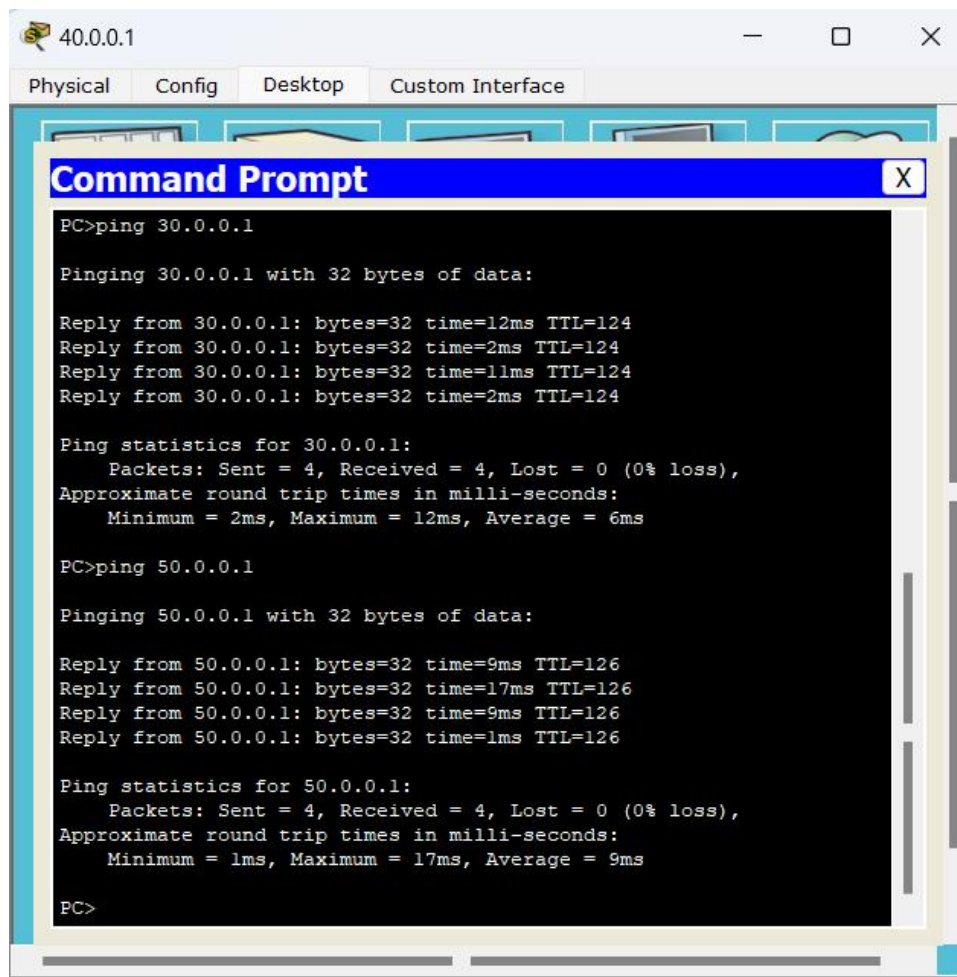 40.0.0.1
Physical Config Desktop Custom Interface
Command Prompt X
PC>ping 30.0.0.1
Pinging 30.0.0.1 with 32 bytes of data:
Reply from 30.0.0.1: bytes=32 time=12ms TTL=124
Reply from 30.0.0.1: bytes=32 time=2ms TTL=124
Reply from 30.0.0.1: bytes=32 time=11ms TTL=124
Reply from 30.0.0.1: bytes=32 time=2ms TTL=124
Ping statistics for 30.0.0.1:
Packets: Sent = 4, Received = 4, Lost = 0 (0% loss),
Approximate round trip times in milli-seconds:
Minimum = 2ms, Maximum = 12ms, Average = 6ms
PC>ping 50.0.0.1
Pinging 50.0.0.1 with 32 bytes of data:
Reply from 50.0.0.1: bytes=32 time=9ms TTL=126
Reply from 50.0.0.1: bytes=32 time=17ms TTL=126
Reply from 50.0.0.1: bytes=32 time=9ms TTL=126
Reply from 50.0.0.1: bytes=32 time=1ms TTL=126
Ping statistics for 50.0.0.1:
Packets: Sent = 4, Received = 4, Lost = 0 (0% loss),
Approximate round trip times in milli-seconds:
Minimum = 1ms, Maximum = 17ms, Average = 9ms
PC>